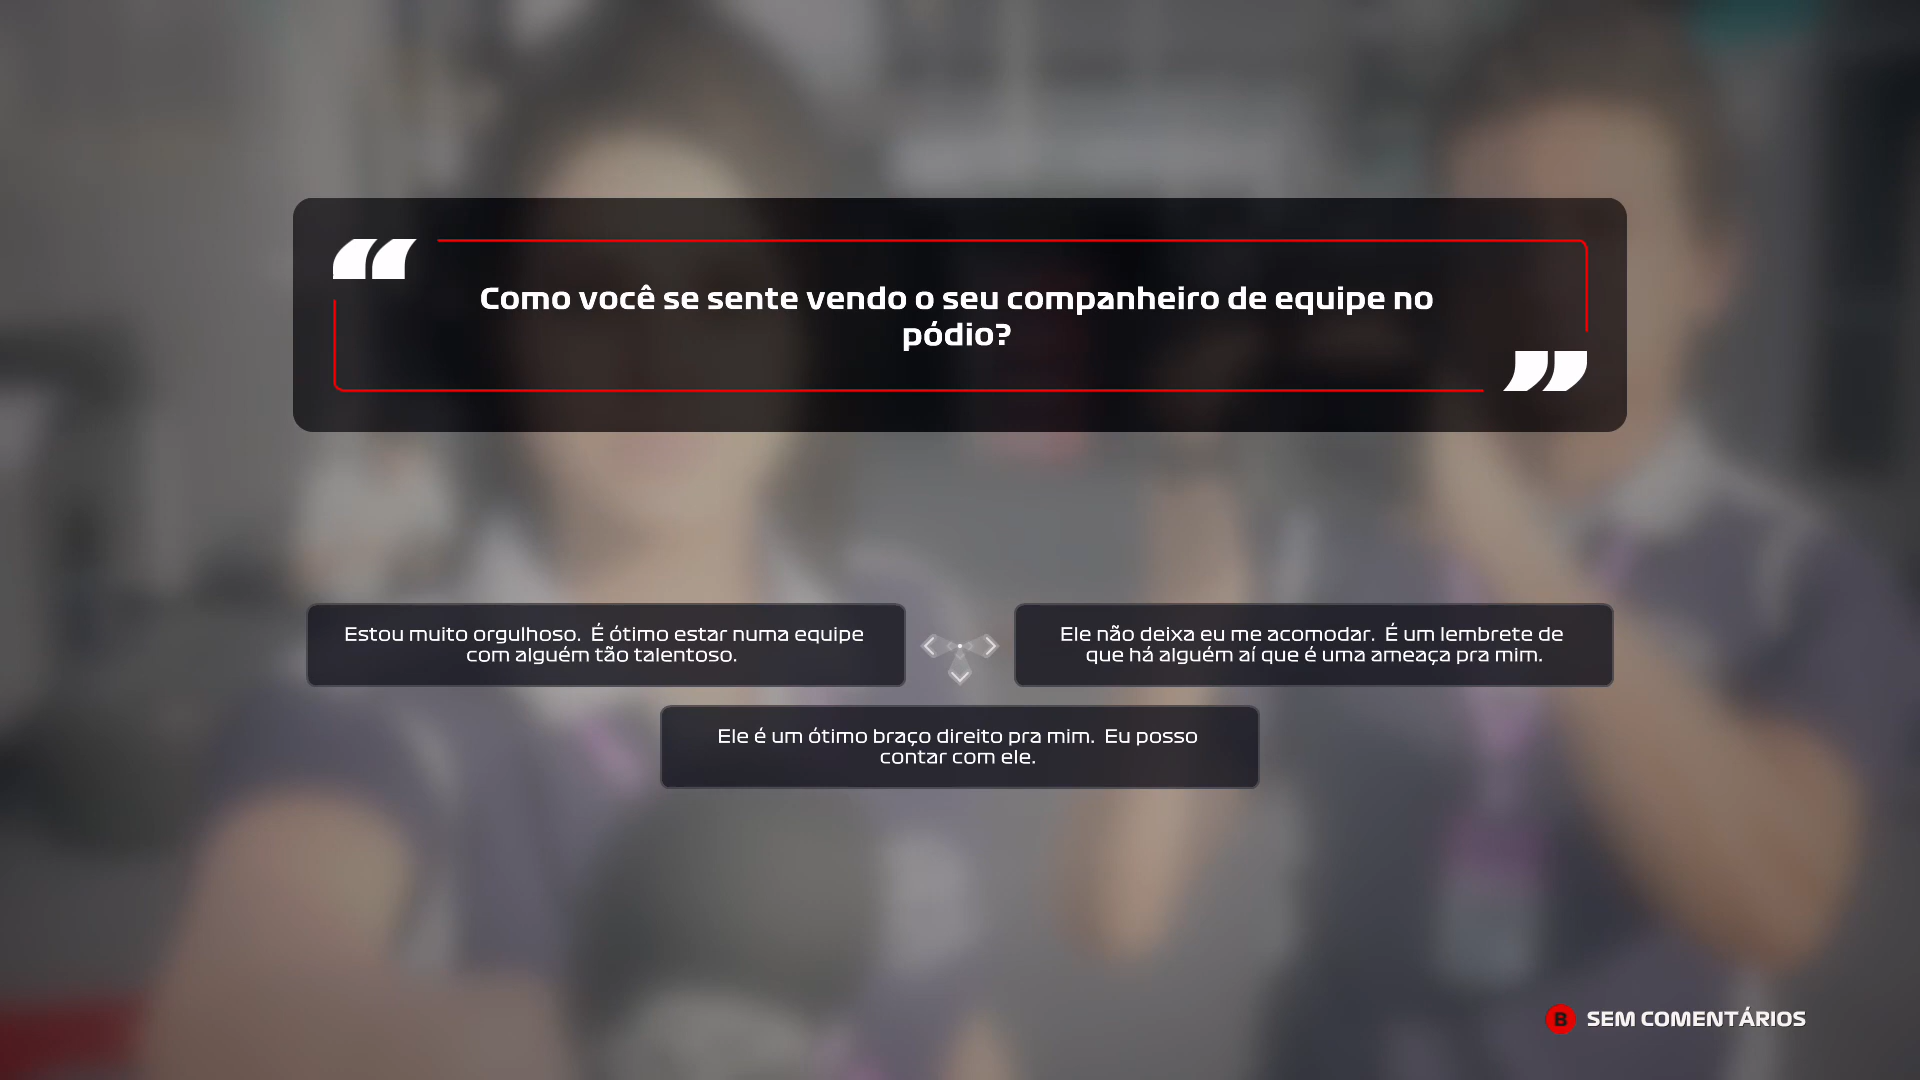 Como você se sente vendo o seu companheiro de equipe no
pódio?
Estou muito orgulhoso. É ótimo estar numa equipe
com alguém tão talentoso.
Ele não deixa eu me acomodar. É um lembrete de
que há alguém aí que é uma ameaça pra mim.
Ele é um ótimo braço direito pra mim. Eu posso
contar com ele.
B SEM COMENTÁRIOS